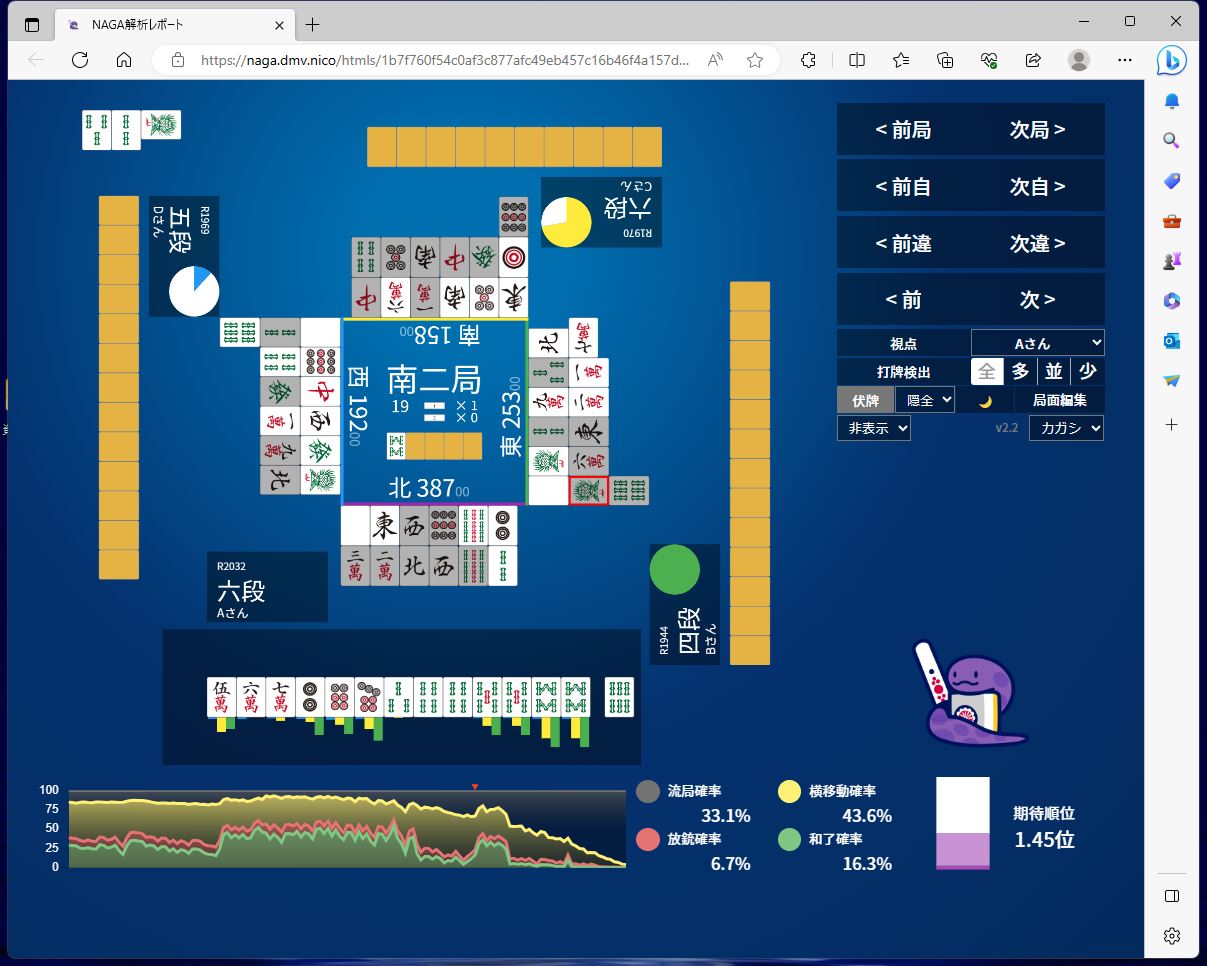 NAGA解析レポート
https://naga.dmv.nico/htmls/1b7f760f54c0af3c877afc49eb457c16b46f4a157d...
R1969
五段
Dさん
Cさん
六段
R1970
南 15800
西 19200
南二局
19 ×1
×0
東 25300
北 38700
R2032
六段
Aさん
R1944
四段
Bさん
< 前局 次局 >
< 前自 次自 >
< 前違 次違 >
< 前 次 >
視点 Aさん
打牌検出 全 多 並 少
伏牌 隠全 局面編集
非表示 v2.2 カガシ
100
75
50
25
0
流局確率
33.1%
横移動確率
43.6%
放銃確率
6.7%
和了確率
16.3%
期待順位
1.45位